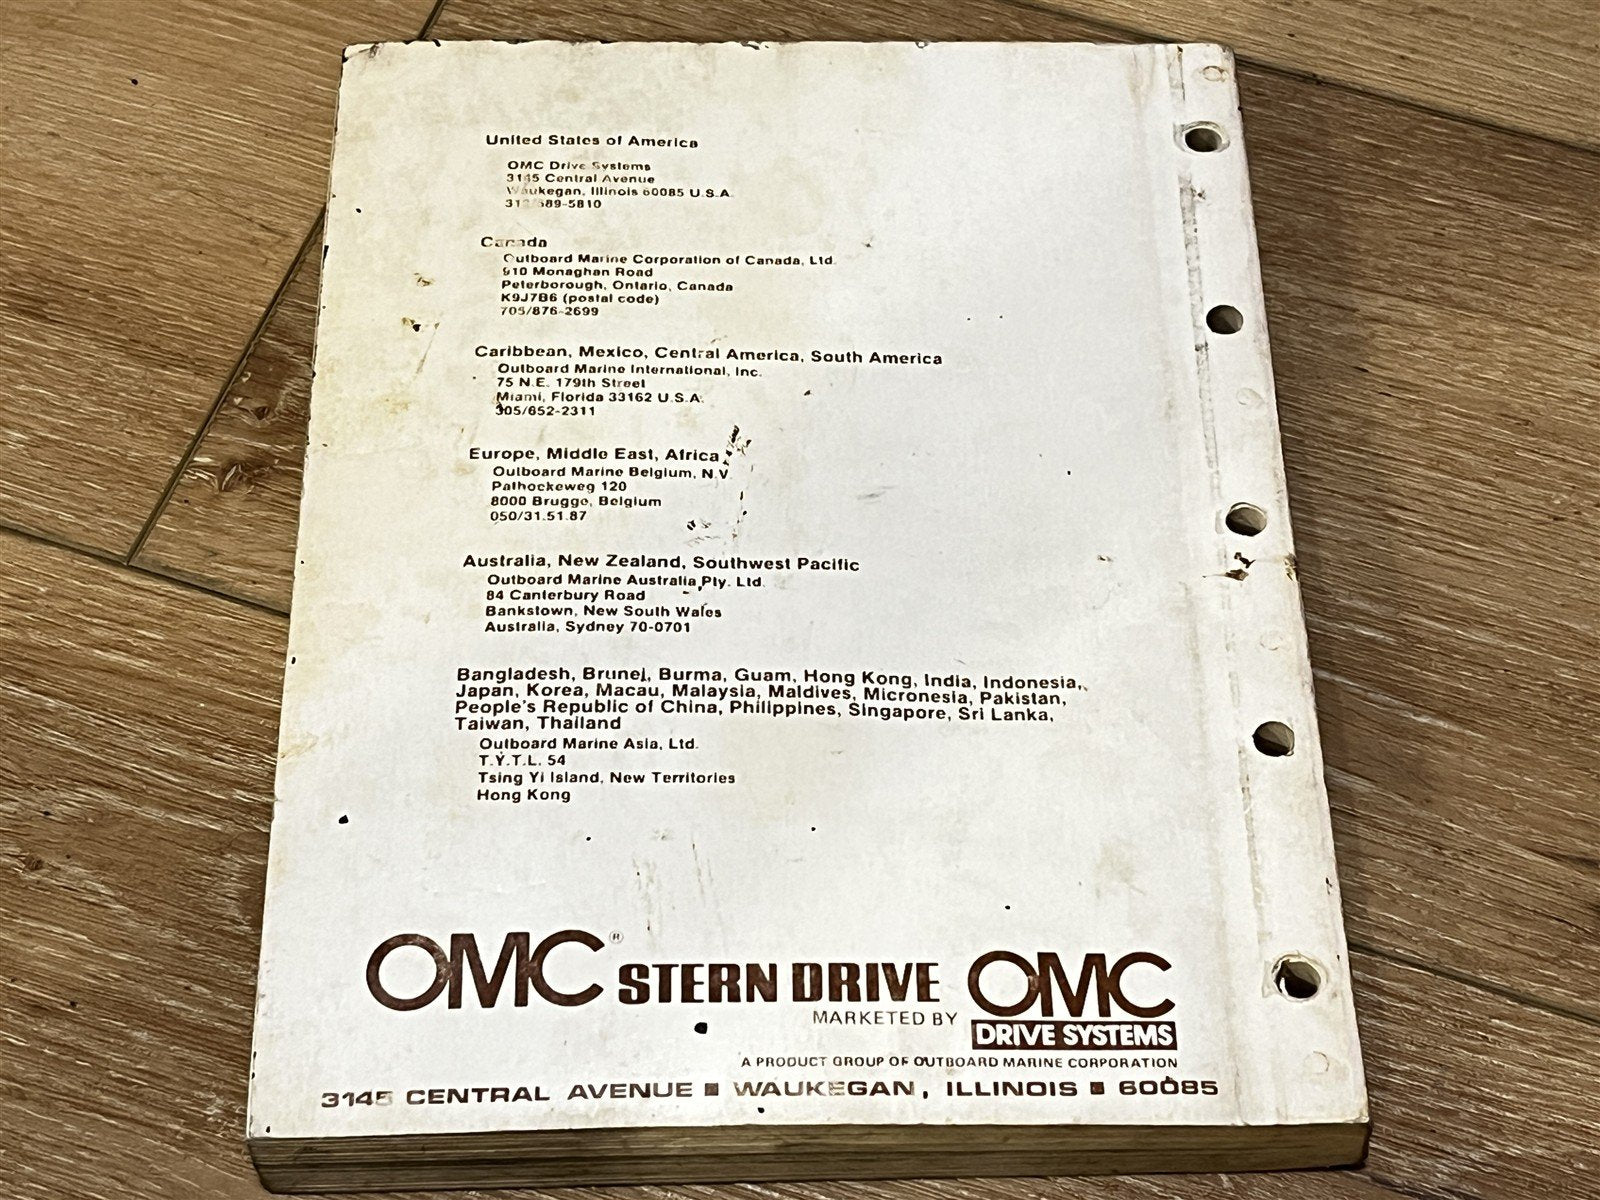 United States of America
OMC Drive Systems
3145 Central Avenue
Waukegan, Illinois 60085 U.S.A.
312/689-5810
Canada
Outboard Marine Corporation of Canada, Ltd.
910 Monaghan Road
Peterborough, Ontario, Canada
K9J7B6 (postal code)
705/876-2699
Caribbean, Mexico, Central America, South America
Outboard Marine International, Inc.
75 N.E. 179th Street
Miami, Florida 33162 U.S.A.
305/652-2311
Europe, Middle East, Africa
Outboard Marine Belgium, N.V.
Pathoekeweg 120
8000 Brugge, Belgium
050/31.51.87
Australia, New Zealand, Southwest Pacific
Outboard Marine Australia Pty. Ltd.
84 Canterbury Road
Bankstown, New South Wales
Australia, Sydney 70-0701
Bangladesh, Brunei, Burma, Guam, Hong Kong, India, Indonesia,
Japan, Korea, Macau, Malaysia, Maldives, Micronesia, Pakistan,
People's Republic of China, Philippines, Singapore, Sri Lanka,
Taiwan, Thailand
Outboard Marine Asia, Ltd.
T.Y.T.L. 54
Tsing Yi Island, New Territories
Hong Kong
OMC® STERN DRIVE OMC
MARKETED BY DRIVE SYSTEMS
A PRODUCT GROUP OF OUTBOARD MARINE CORPORATION
3145 CENTRAL AVENUE ■ WAUKEGAN, ILLINOIS ■ 60085